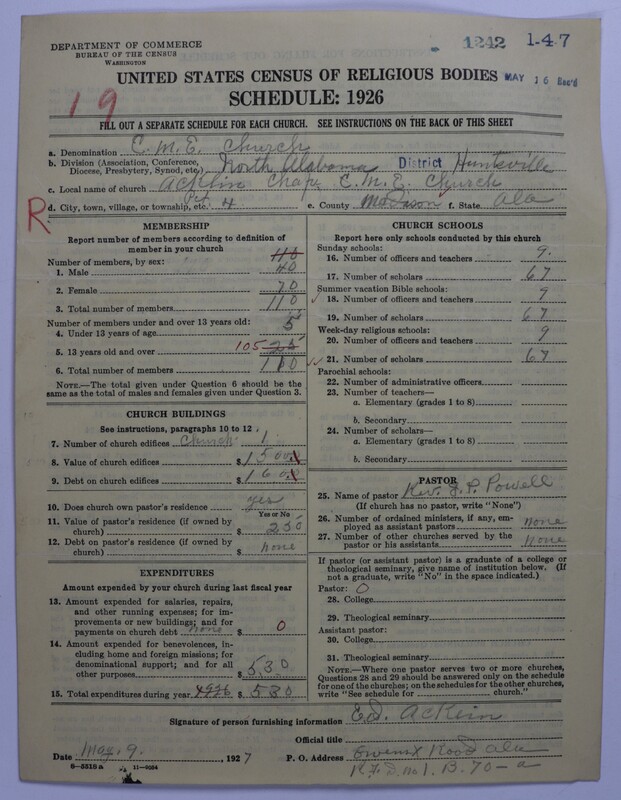 1242 1-4-7
DEPARTMENT OF COMMERCE
BUREAU OF THE CENSUS
WASHINGTON
UNITED STATES CENSUS OF RELIGIOUS BODIES MAY 16 Rec'd
SCHEDULE: 1926
19
FILL OUT A SEPARATE SCHEDULE FOR EACH CHURCH. SEE INSTRUCTIONS ON THE BACK OF THIS SHEET
a. Denomination C. M. E. Church
b. Division (Association, Conference, Diocese, Presbytery, Synod, etc.) North Alabama District Huntsville
c. Local name of church Acklin Chap. C. M. E. Church
R
d. City, town, village, or township, etc. Pct 4 e. County Madison f. State Ala
MEMBERSHIP
Report number of members according to definition of
member in your church
Number of members, by sex: 110
1. Male 40
2. Female 70
3. Total number of members 110
Number of members under and over 13 years old:
4. Under 13 years of age 5
5. 13 years old and over 105 25
6. Total number of members 110
NOTE.—The total given under Question 6 should be the
same as the total of males and females given under Question 3.
CHURCH BUILDINGS
See instructions, paragraphs 10 to 12
7. Number of church edifices Church 1
8. Value of church edifices $ 1500
9. Debt on church edifices $ 160
10. Does church own pastor's residence yes
Yes or No
11. Value of pastor's residence (if owned by
church) $ 250
12. Debt on pastor's residence (if owned by
church) $ none
EXPENDITURES
Amount expended by your church during last fiscal year
13. Amount expended for salaries, repairs,
and other running expenses; for im-
provements or new buildings; and for
payments on church debt none $ 0
14. Amount expended for benevolences,
including home and foreign missions; for
denominational support; and for all
other purposes $ 530
15. Total expenditures during year 1926 $ 530
CHURCH SCHOOLS
Report here only schools conducted by this church
Sunday schools:
16. Number of officers and teachers 9.
17. Number of scholars 67
Summer vacation Bible schools:
18. Number of officers and teachers 9
19. Number of scholars 67
Week-day religious schools:
20. Number of officers and teachers 9
21. Number of scholars 67
Parochial schools:
22. Number of administrative officers
23. Number of teachers—
a. Elementary (grades 1 to 8)
b. Secondary
24. Number of scholars—
a. Elementary (grades 1 to 8)
b. Secondary
PASTOR
25. Name of pastor Rev. J. P. Powell
(If church has no pastor, write "None")
26. Number of ordained ministers, if any, em-
ployed as assistant pastors none
27. Number of other churches served by the
pastor or his assistants none
If pastor (or assistant pastor) is a graduate of a college or
theological seminary, give name of institution below. (If
not a graduate, write "No" in the space indicated.)
Pastor: 0
28. College
29. Theological seminary
Assistant pastor:
30. College
31. Theological seminary
NOTE.—Where one pastor serves two or more churches,
Questions 28 and 29 should be answered only on the schedule
for one of the churches; on the schedules for the other churches,
write "See schedule for church."
Signature of person furnishing information E. D. Acklin
Official title
Date May. 9. 1927 P. O. Address Road Ala
R. F. D. no 1. B. 70-a
8-5518 a 11-9034